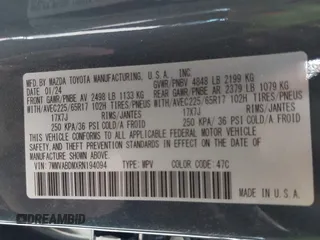 MFD. BY MAZDA TOYOTA MANUFACTURING, U.S.A. INC.
DATE 01/24 GVWR/PNBV 4848 LB 2199 KG
FRONT GAWR/PNBE AV 2498 LB 1133 KG REAR GAWR/PNBE AR 2379 LB 1079 KG
WITH/AVEC225/65R17 102H TIRES/PNEUS WITH/AVEC225/65R17 102H TIRES/PNEUS
17X7J RIMS/JANTES 17X7J RIMS/JANTES
250 KPA/36 PSI COLD/A FROID 250 KPA/36 PSI COLD/A FROID
THIS VEHICLE CONFORMS TO ALL APPLICABLE
FEDERAL MOTOR VEHICLE SAFETY AND THEFT
PREVENTION STANDARDS IN EFFECT ON THE DATE
OF MANUFACTURE SHOWN ABOVE.
VIN: TYPE: MPV COLOR CODE: 47C
CREDAMBID